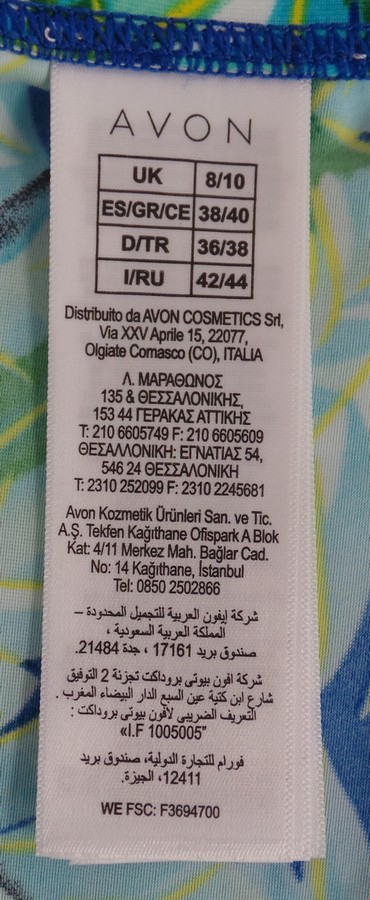 AVON
UK 8/10
ES/GR/CE 38/40
D/TR 36/38
I/RU 42/44
Distribuito da AVON COSMETICS Srl,
Via XXV Aprile 15, 22077,
Olgiate Comasco (CO), ITALIA
Λ. ΜΑΡΑΘΩΝΟΣ
135 & ΘΕΣΣΑΛΟΝΙΚΗΣ,
153 44 ΓΕΡΑΚΑΣ ΑΤΤΙΚΗΣ
T: 210 6605749 F: 210 6605609
ΘΕΣΣΑΛΟΝΙΚΗ: ΕΓΝΑΤΙΑΣ 54,
546 24 ΘΕΣΣΑΛΟΝΙΚΗ
T: 2310 252099 F: 2310 2245681
Avon Kozmetik Ürünleri San. ve Tic.
A.Ş. Tekfen Kağıthane Ofispark A Blok
Kat: 4/11 Merkez Mah. Bağlar Cad.
No: 14 Kağıthane, İstanbul
Tel: 0850 2502866
شركة إيفون العربية للتجميل المحدودة –
المملكة العربية السعودية ،
صندوق بريد 17161 ، جدة 21484.
شركة افون بيوتي بروداكت تجزئة 2 التوفيق
شارع ابن كتية عين السبع الدار البيضاء المغرب .
التعريف الضريبي لأفون بيوتي بروداكت :
«I.F 1005005”
فورام للتجارة الدولية، صندوق بريد
12411، الجيزة.
WE FSC: F3694700